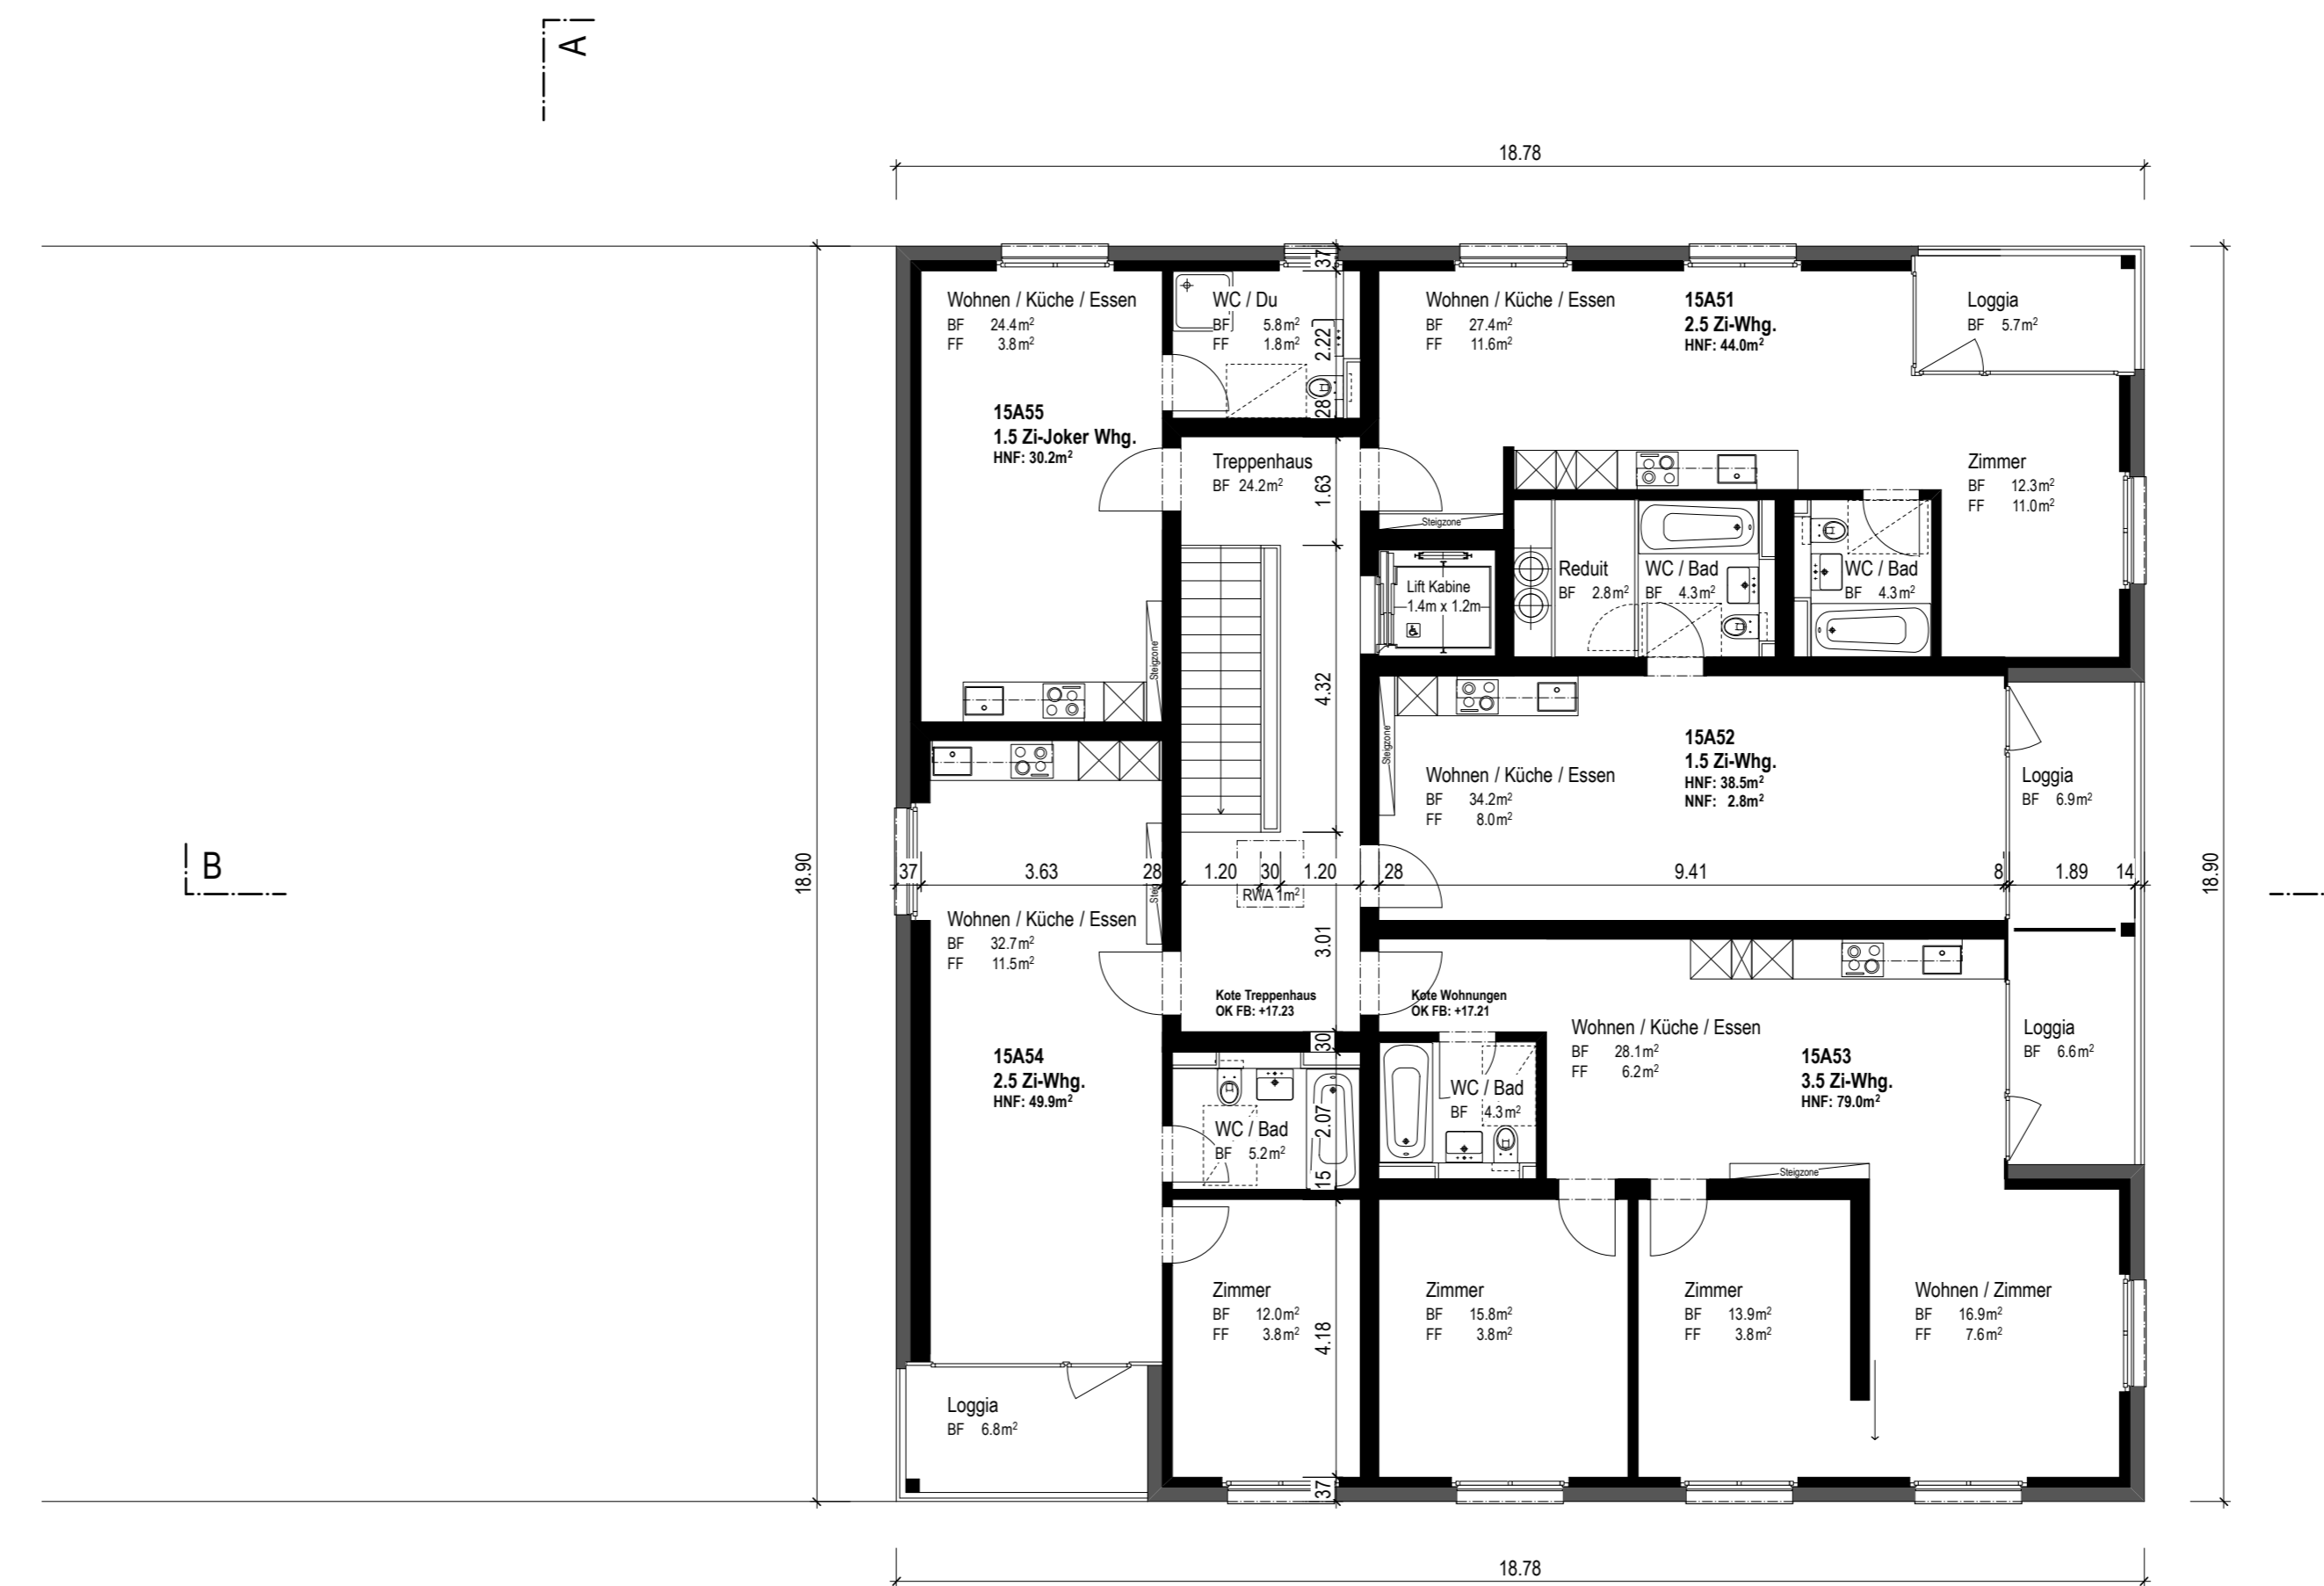 A
18.78
Wohnen / Küche / Essen
BF 24.4m²
FF 3.8m²
15A55
1.5 Zi-Joker Whg.
HNF: 30.2m²
WC / Du
BF 5.8m²
FF 1.8m²
37
2.22
28
Wohnen / Küche / Essen
BF 27.4m²
FF 11.6m²
15A51
2.5 Zi-Whg.
HNF: 44.0m²
Loggia
BF 5.7m²
Treppenhaus
BF 24.2m²
1.63
Steigzone
Zimmer
BF 12.3m²
FF 11.0m²
Lift Kabine
1.4m x 1.2m
Reduit
BF 2.8m²
WC / Bad
BF 4.3m²
WC / Bad
BF 4.3m²
Steigzone
4.32
Steigzone
15A52
1.5 Zi-Whg.
HNF: 38.5m²
NNF: 2.8m²
Wohnen / Küche / Essen
BF 34.2m²
FF 8.0m²
Loggia
BF 6.9m²
B
18.90
37
3.63
28
1.20
30
1.20
28
9.41
8
1.89
14
18.90
RWA 1m²
Steig
Wohnen / Küche / Essen
BF 32.7m²
FF 11.5m²
3.01
Kote Treppenhaus
OK FB: +17.23
Kote Wohnungen
OK FB: +17.21
30
15A54
2.5 Zi-Whg.
HNF: 49.9m²
WC / Bad
BF 5.2m²
2.07
15
WC / Bad
BF 4.3m²
Wohnen / Küche / Essen
BF 28.1m²
FF 6.2m²
15A53
3.5 Zi-Whg.
HNF: 79.0m²
Loggia
BF 6.6m²
Steigzone
Zimmer
BF 12.0m²
FF 3.8m²
4.18
Zimmer
BF 15.8m²
FF 3.8m²
Zimmer
BF 13.9m²
FF 3.8m²
Wohnen / Zimmer
BF 16.9m²
FF 7.6m²
Loggia
BF 6.8m²
37
18.78